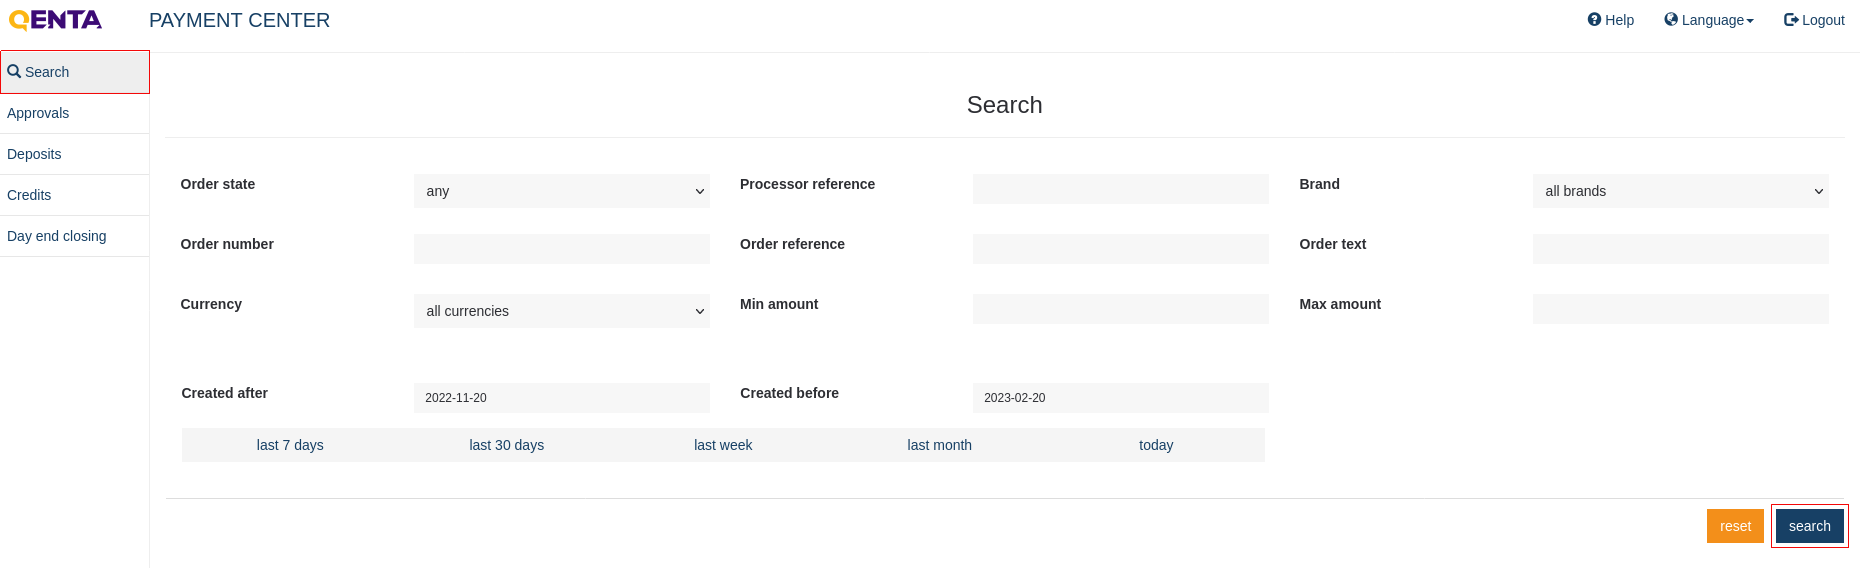 QENTA PAYMENT CENTER Help Language Logout
Search
Approvals
Deposits
Credits
Day end closing
Search
Order state any Processor reference Brand all brands
Order number Order reference Order text
Currency all currencies Min amount Max amount
Created after 2022-11-20 Created before 2023-02-20
last 7 days last 30 days last week last month today
reset search